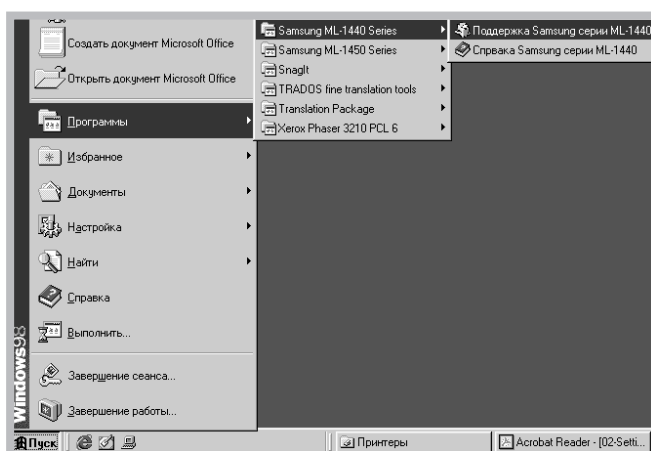 Создать документ Microsoft Office
Открыть документ Microsoft Office
Программы
Избранное
Документы
Настройка
Найти
Справка
Выполнить...
Завершение сеанса...
Завершение работы...
Windows98
Samsung ML-1440 Series
Samsung ML-1450 Series
SnagIt
TRADOS fine translation tools
Translation Package
Xerox Phaser 3210 PCL 6
Поддержка Samsung серии ML-1440
Спрвака Samsung серии ML-1440
Пуск
Принтеры
Acrobat Reader - [02-Setti...